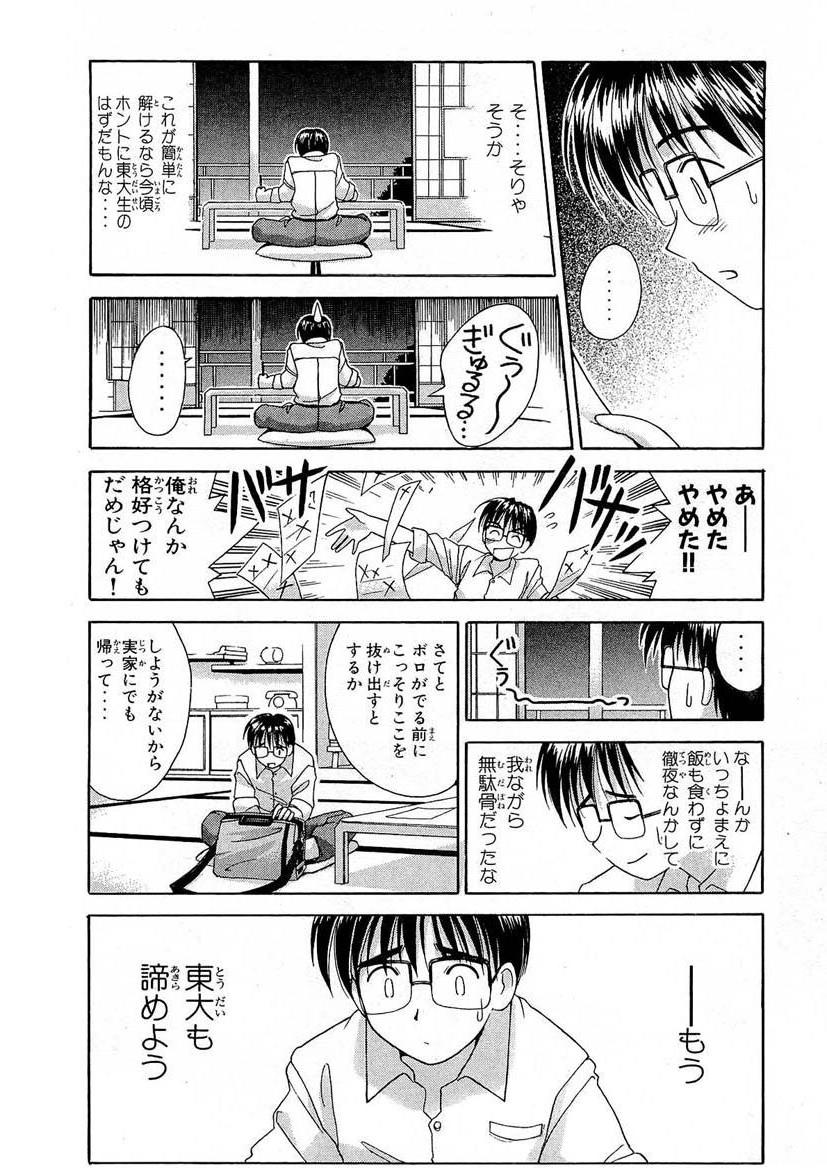 ・・・・・
そ・・・・そりゃ
そうか
これが簡単に
解けるなら今頃
ホントに東大生の
はずだもんな・・・・
ぐぅ〜〜
ぎゅるる…
・・・・・・
あ――
やめた
やめた!!
バサ
バサ
俺なんか
格好つけても
だめじゃん!
・・・・
ぐぅ〜
な――んか
いっちょまえに
飯も食わずに
徹夜なんかして
我ながら
無駄骨だったな
さてと
ボロがでる前に
こっそりここを
抜け出すと
するか
しようがないから
実家にでも
帰って・・・・
――もう
東大も
諦めよう